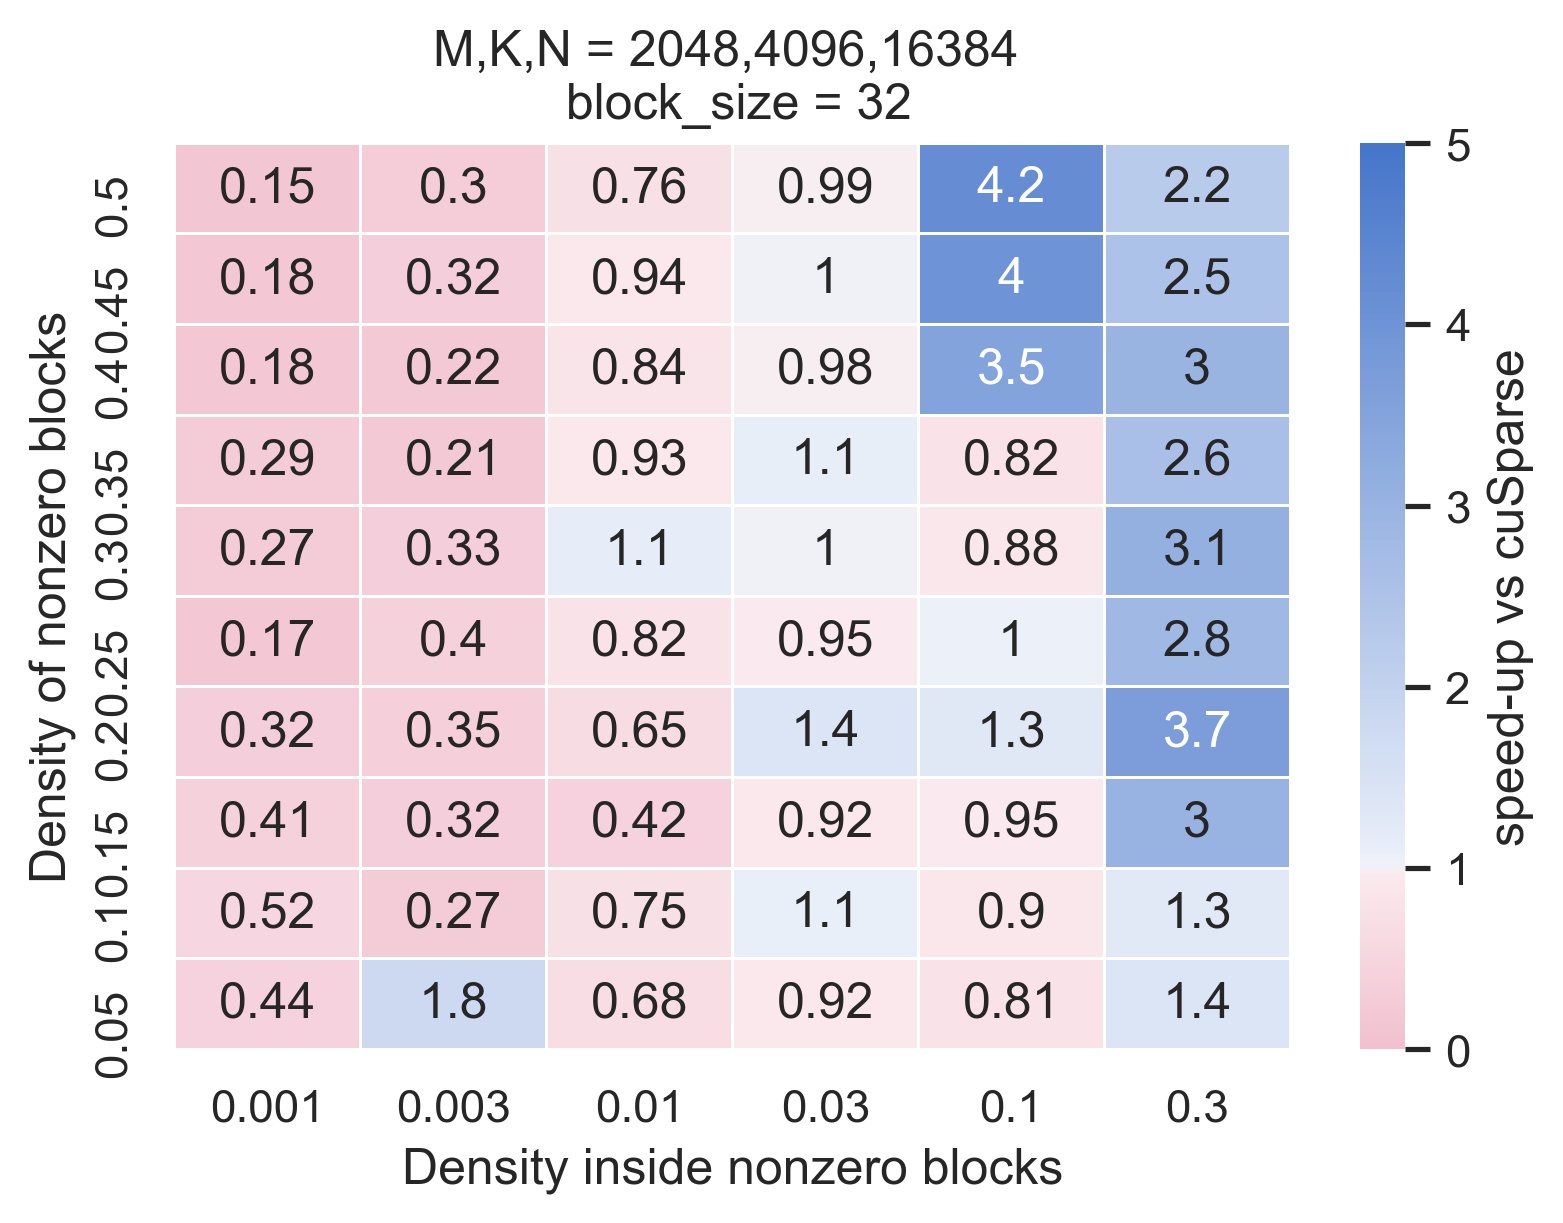 M,K,N = 2048,4096,16384
block_size = 32
Density of nonzero blocks
0.5 0.15 0.3 0.76 0.99 4.2 2.2
0.45 0.18 0.32 0.94 1 4 2.5
0.4 0.18 0.22 0.84 0.98 3.5 3
0.35 0.29 0.21 0.93 1.1 0.82 2.6
0.3 0.27 0.33 1.1 1 0.88 3.1
0.25 0.17 0.4 0.82 0.95 1 2.8
0.2 0.32 0.35 0.65 1.4 1.3 3.7
0.15 0.41 0.32 0.42 0.92 0.95 3
0.1 0.52 0.27 0.75 1.1 0.9 1.3
0.05 0.44 1.8 0.68 0.92 0.81 1.4
0.001 0.003 0.01 0.03 0.1 0.3
Density inside nonzero blocks
5
4
3
2
1
0
speed-up vs cuSparse